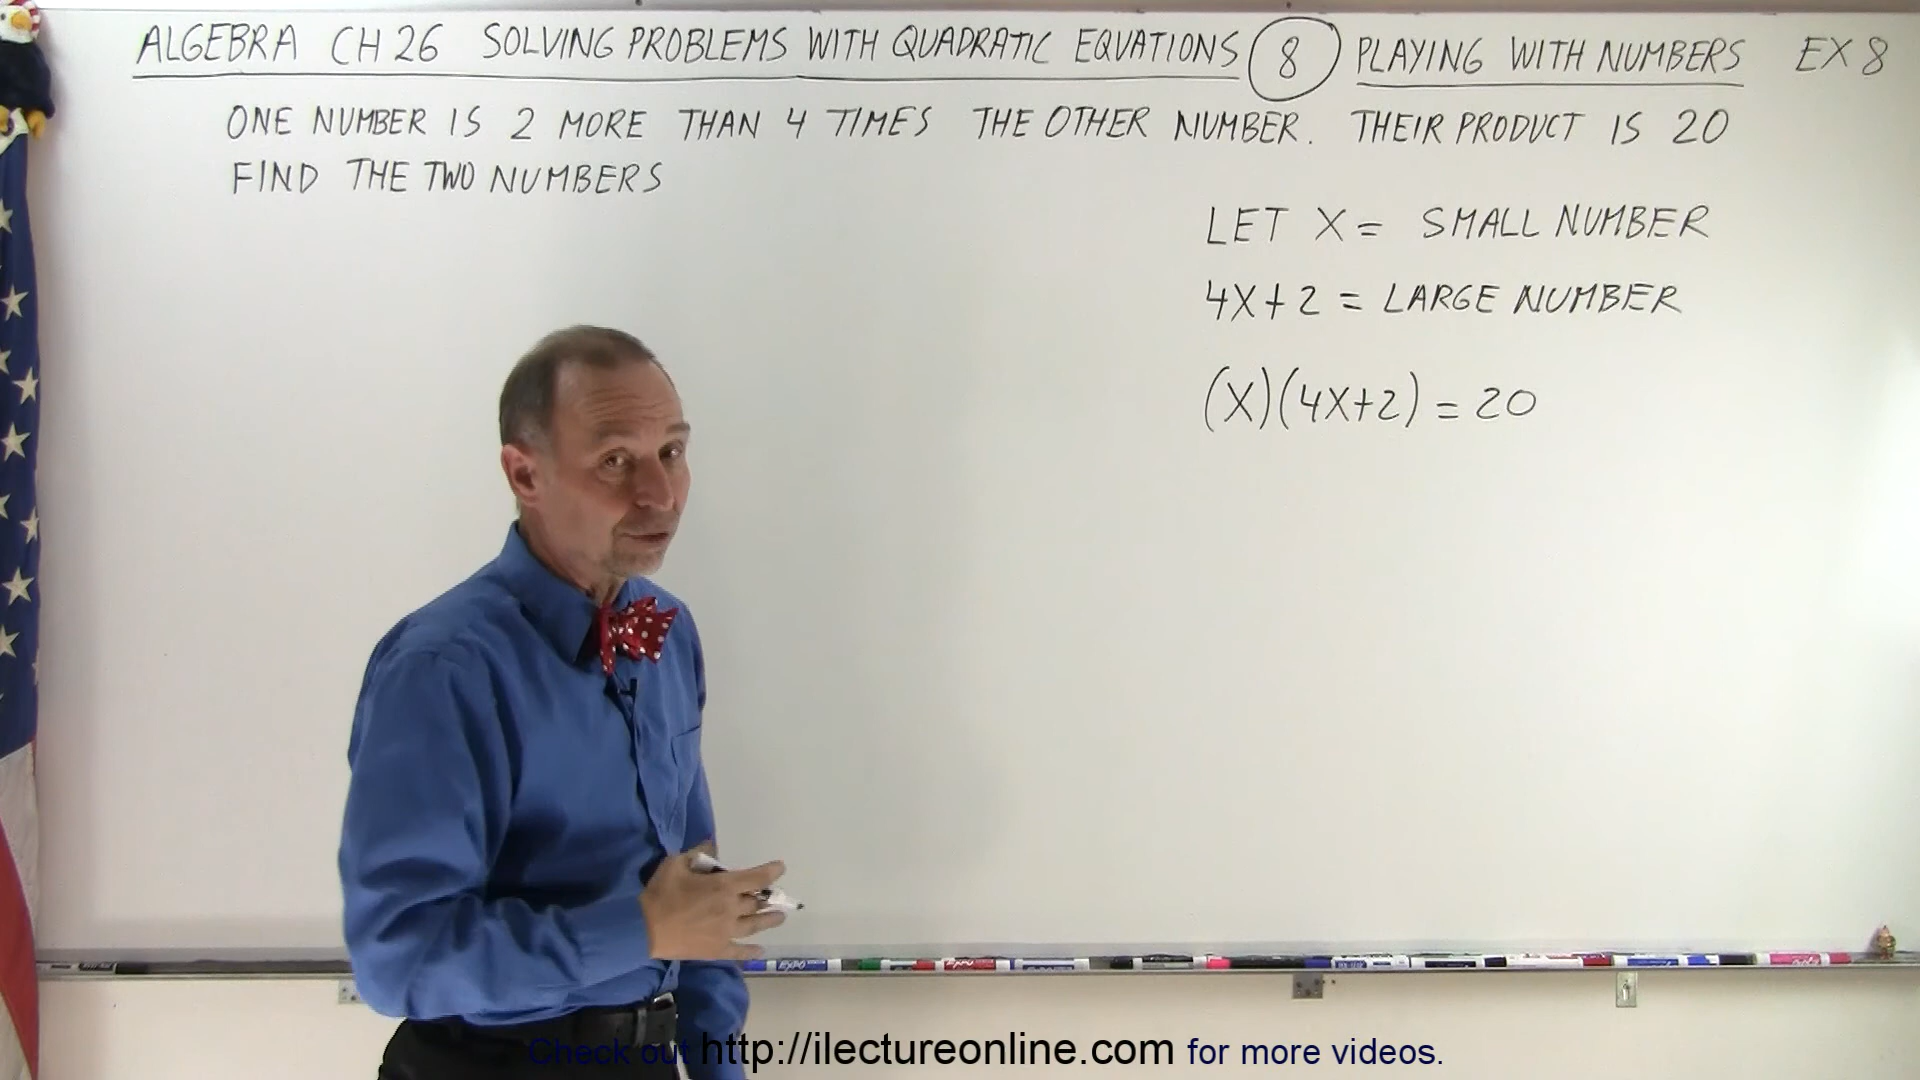 ALGEBRA CH 26 SOLVING PROBLEMS WITH QUADRATIC EQUATIONS 8 PLAYING WITH NUMBERS EX 8
ONE NUMBER IS 2 MORE THAN 4 TIMES THE OTHER NUMBER. THEIR PRODUCT IS 20
FIND THE TWO NUMBERS
LET X = SMALL NUMBER
4X+2 = LARGE NUMBER
(X)(4X+2) = 20
EXPO
Check out http://ilectureonline.com for more videos.